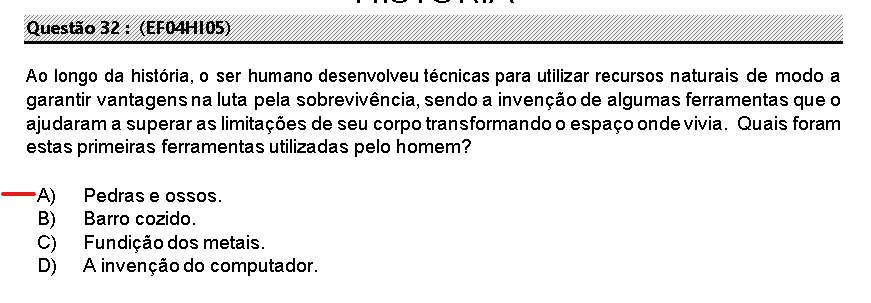 Questão 32 : (EF04HI05)
Ao longo da história, o ser humano desenvolveu técnicas para utilizar recursos naturais de modo a
garantir vantagens na luta pela sobrevivência, sendo a invenção de algumas ferramentas que o
ajudaram a superar as limitações de seu corpo transformando o espaço onde vivia. Quais foram
estas primeiras ferramentas utilizadas pelo homem?
A) Pedras e ossos.
B) Barro cozido.
C) Fundição dos metais.
D) A invenção do computador.